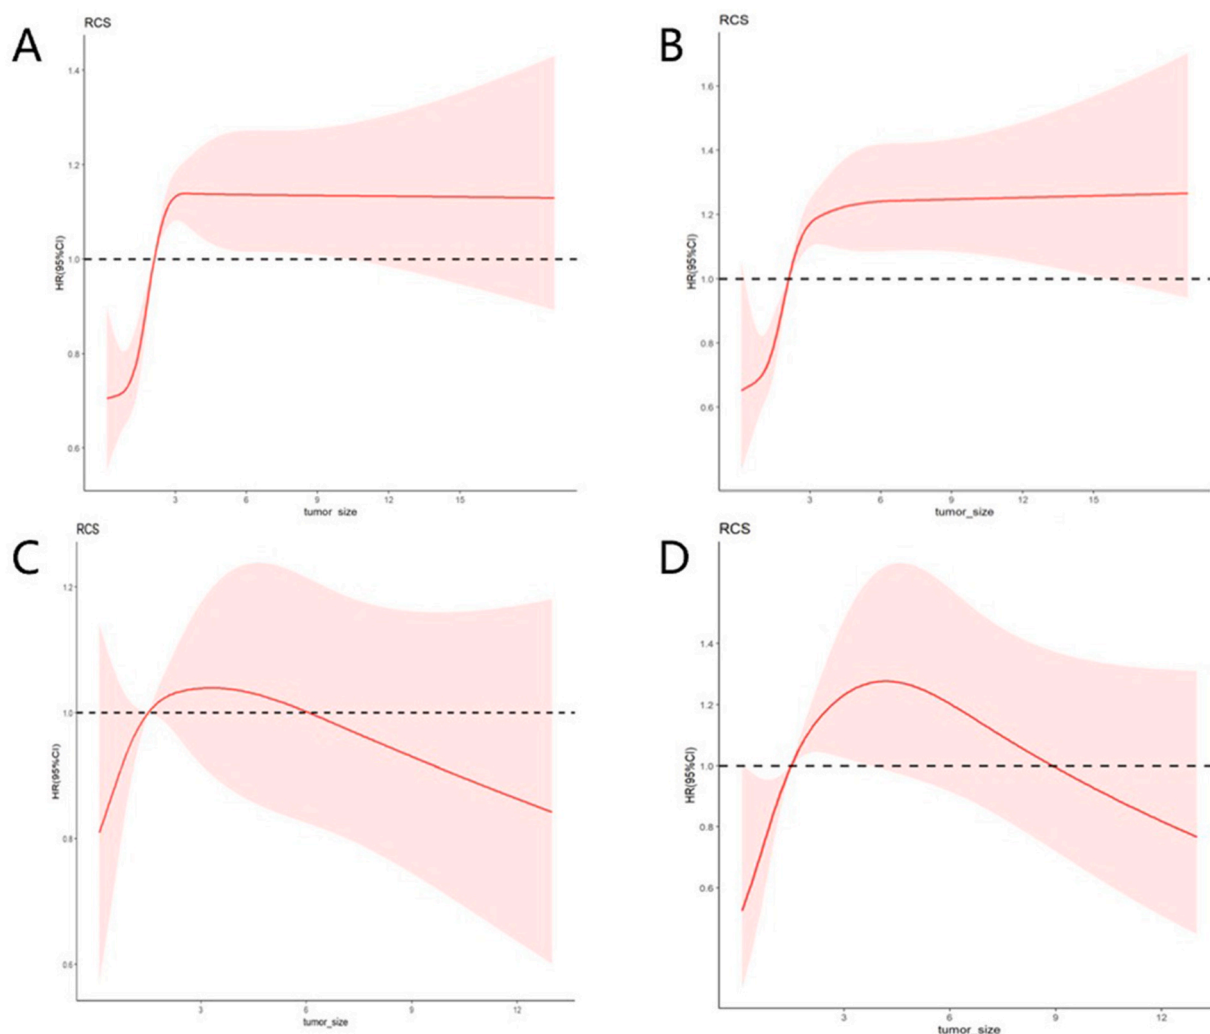 A
RCS
HR(95%CI)
1.4
1.2
1.0
0.8
0.6
3
6
9
12
15
tumor_size
B
RCS
HR(95%CI)
1.6
1.4
1.2
1.0
0.8
0.6
3
6
9
12
15
tumor_size
C
RCS
HR(95%CI)
1.2
1.0
0.8
0.6
3
6
9
12
tumor_size
D
RCS
HR(95%CI)
1.4
1.2
1.0
0.8
0.6
3
6
9
12
tumor_size